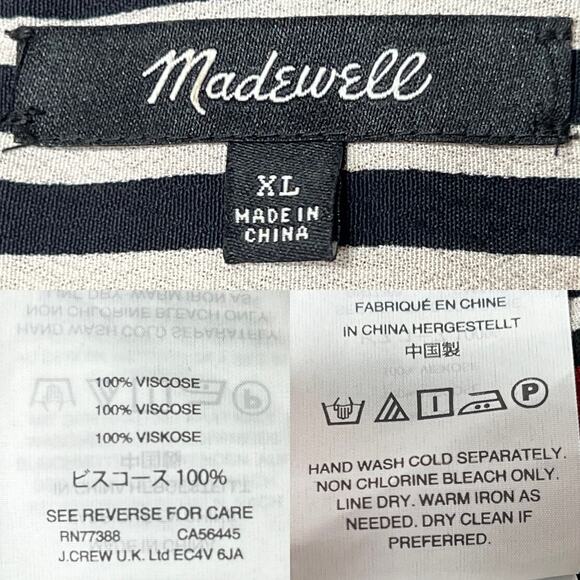 Madewell
XL
MADE IN
CHINA
100% VISCOSE
100% VISCOSE
100% VISKOSE
ビスコース 100%
SEE REVERSE FOR CARE
RN77388 CA56445
J.CREW U.K. Ltd EC4V 6JA
FABRIQUÉ EN CHINE
IN CHINA HERGESTELLT
中国製
P
HAND WASH COLD SEPARATELY.
NON CHLORINE BLEACH ONLY.
LINE DRY. WARM IRON AS
NEEDED. DRY CLEAN IF
PREFERRED.